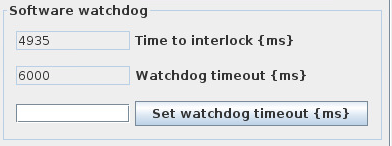 Software watchdog
4935 Time to interlock {ms}
6000 Watchdog timeout {ms}
Set watchdog timeout {ms}